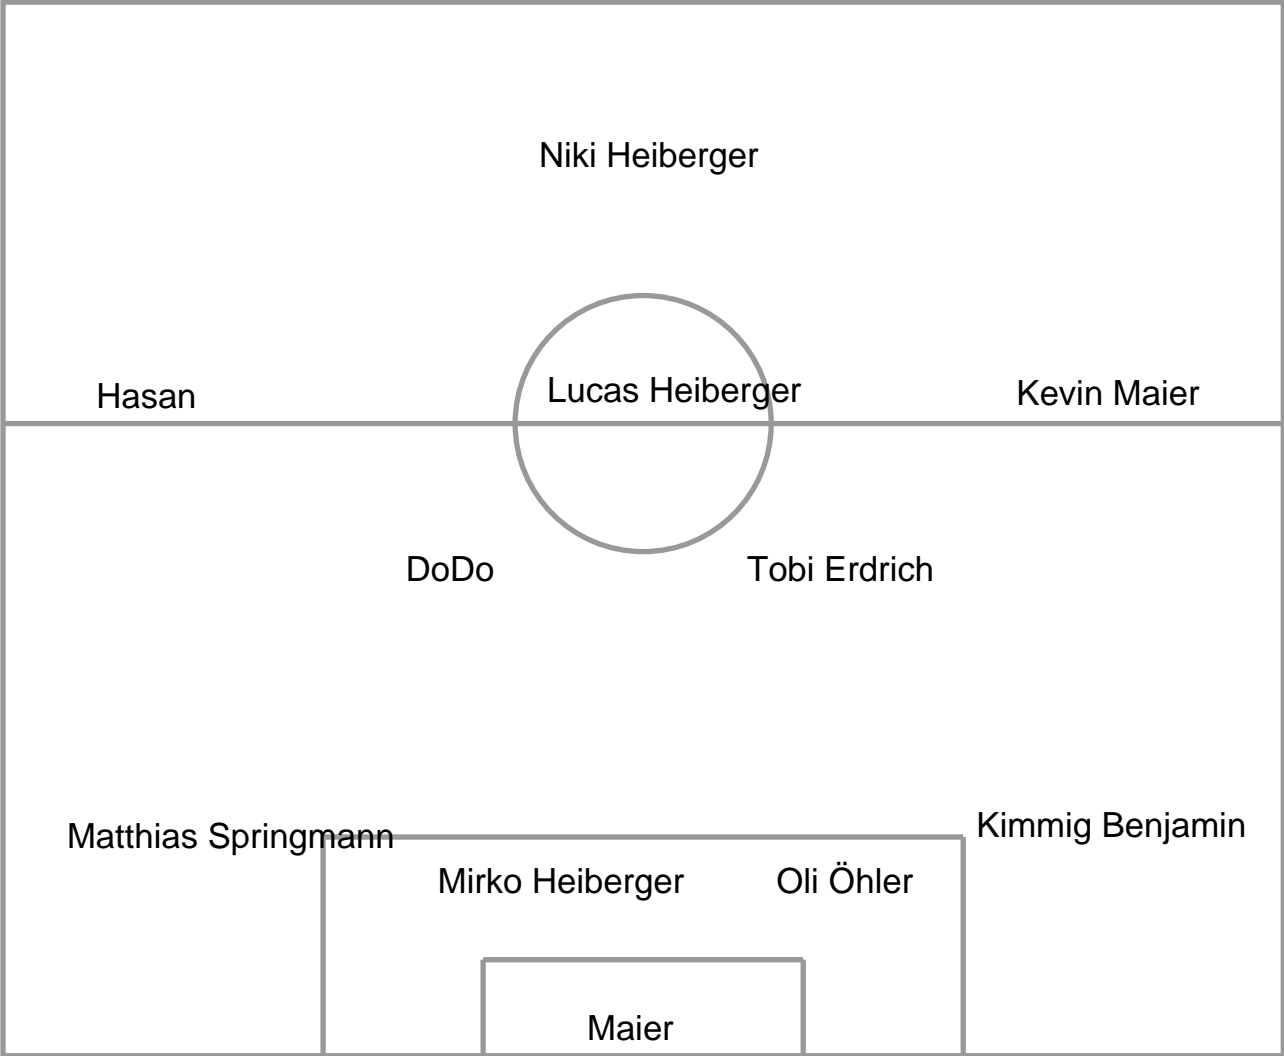 Niki Heiberger
Hasan
Lucas Heiberger
Kevin Maier
DoDo
Tobi Erdrich
Matthias Springmann
Kimmig Benjamin
Mirko Heiberger
Oli Öhler
Maier